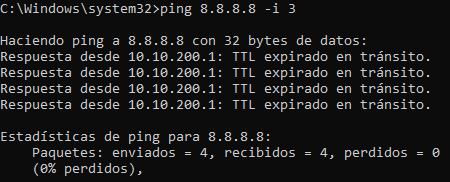 C:\Windows\system32>ping 8.8.8.8 -i 3
Haciendo ping a 8.8.8.8 con 32 bytes de datos:
Respuesta desde 10.10.200.1: TTL expirado en tránsito.
Respuesta desde 10.10.200.1: TTL expirado en tránsito.
Respuesta desde 10.10.200.1: TTL expirado en tránsito.
Respuesta desde 10.10.200.1: TTL expirado en tránsito.
Estadísticas de ping para 8.8.8.8:
Paquetes: enviados = 4, recibidos = 4, perdidos = 0
(0% perdidos),